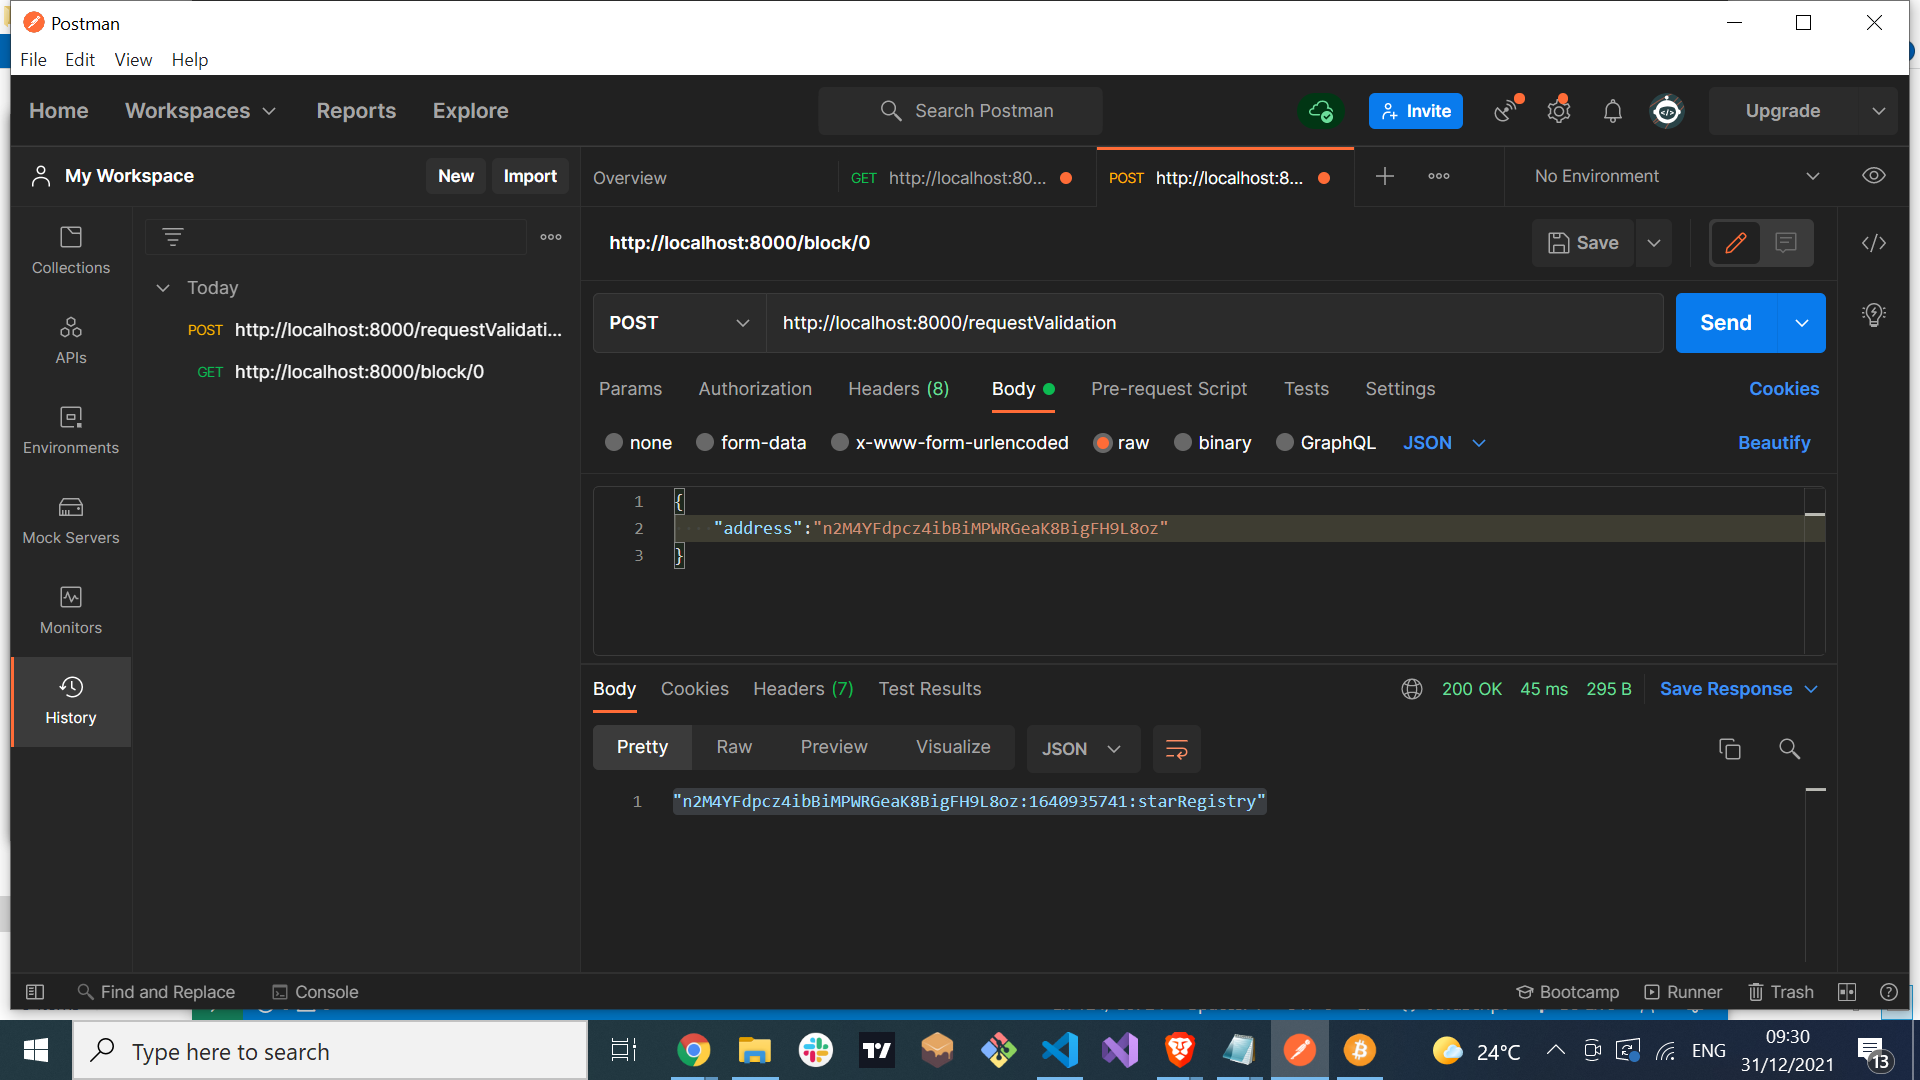 Postman
File Edit View Help
Home Workspaces Reports Explore Search Postman Invite Upgrade
My Workspace New Import Overview GET http://localhost:80... POST http://localhost:8... No Environment
http://localhost:8000/block/0 Save
Collections
APIs
Environments
Mock Servers
Monitors
History
Today
POST http://localhost:8000/requestValidati...
GET http://localhost:8000/block/0
POST http://localhost:8000/requestValidation Send
Params Authorization Headers (8) Body Pre-request Script Tests Settings Cookies
none form-data x-www-form-urlencoded raw binary GraphQL JSON Beautify
1 {
2 "address":"n2M4YFdpcz4ibBiMPWRGeaK8BigFH9L8oz"
3 }
Body Cookies Headers (7) Test Results 200 OK 45 ms 295 B Save Response
Pretty Raw Preview Visualize JSON
1 "n2M4YFdpcz4ibBiMPWRGeaK8BigFH9L8oz:1640935741:starRegistry"
Find and Replace Console Bootcamp Runner Trash
Type here to search 24°C ENG 09:30
31/12/2021
13